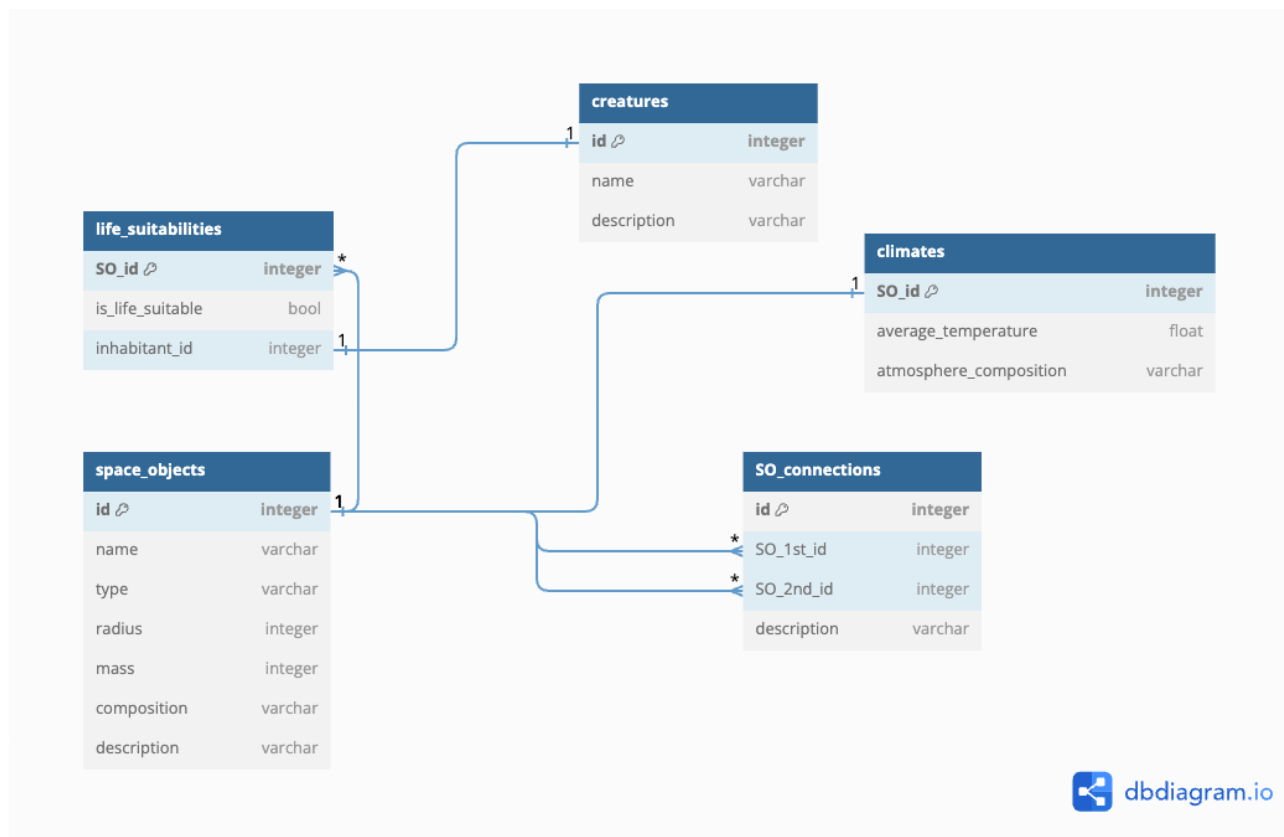 creatures
id integer
name varchar
description varchar
life_suitabilities
SO_id integer
is_life_suitable bool
inhabitant_id integer
climates
SO_id integer
average_temperature float
atmosphere_composition varchar
space_objects
id integer
name varchar
type varchar
radius integer
mass integer
composition varchar
description varchar
SO_connections
id integer
SO_1st_id integer
SO_2nd_id integer
description varchar
1
*
1
1
1
*
*
dbdiagram.io